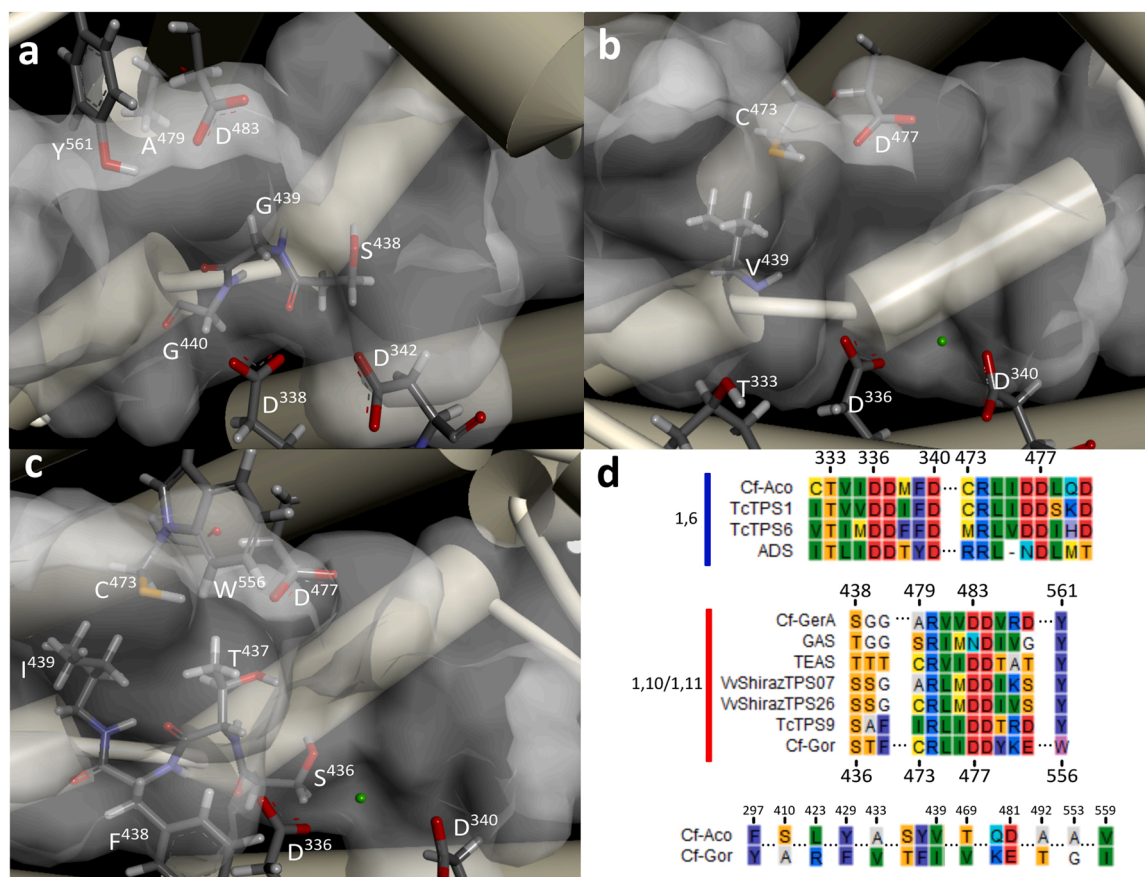 a
Y561
A479
D483
G439
S438
G440
D342
D338
b
C473
D477
V439
T333
D336
D340
c
C473
W556
D477
T437
I439
S436
F438
D336
D340
d
333 336 340 473 477
Cf-Aco CTVIDDMFD···CRLIDDLQD
TcTPS1 ITVVDDIFD CRLIDDSKD
TcTPS6 VTIMDDHFD MRLVDDIHD
ADS ITLIDDTYD···RRL-NDLMT
1,6
438 479 483 561
Cf-GerA SGG···ARVVDDVRD···Y
GAS TGG SRIMNDIVG Y
TEAS TTT CRVIDDTAT Y
VvShirazTPS07 SSG ARLMDDIKS Y
VvShirazTPS26 SSG CRLMDDIVS Y
TcTPS9 SAF IRLIDDTRD Y
Cf-Gor STF···CRLIDDYKE···W
436 473 477 556
1,10/1,11
297 410 423 429 433 439 469 481 492 553 559
Cf-Aco F···S···L···Y···A···SYV···T···QD···A···A···V
Cf-Gor Y···A···R···F···V···TFI···V···KE···T···G···I